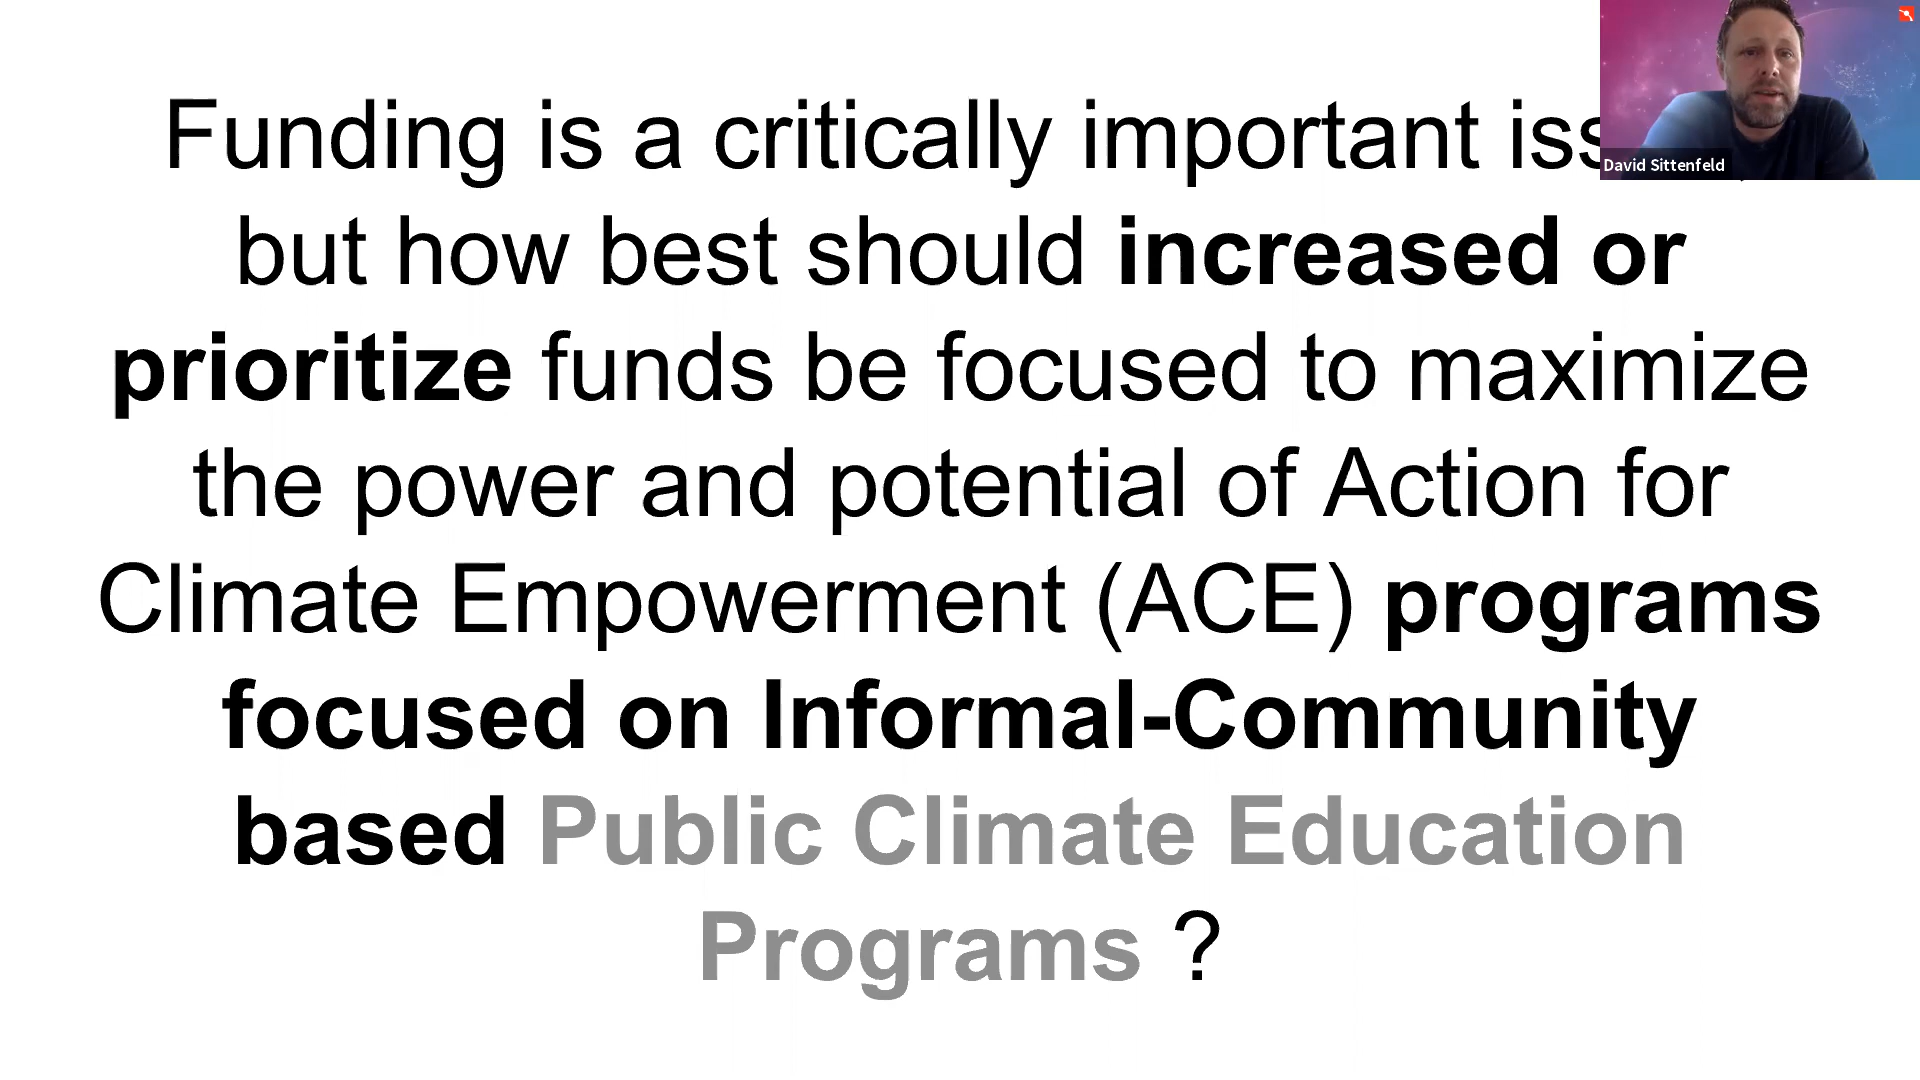 Funding is a critically important
but how best should increased or
prioritize funds be focused to maximize
the power and potential of Action for
Climate Empowerment (ACE) programs
focused on Informal-Community
based Public Climate Education
Programs ?
David Sittenfeld